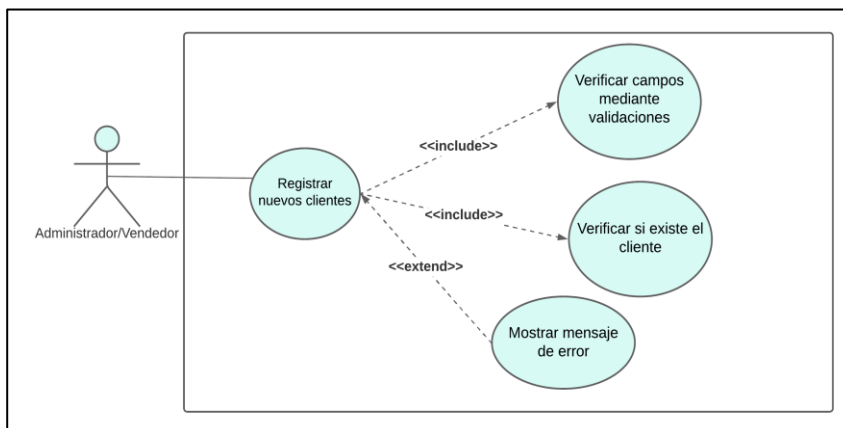 Verificar campos
mediante
validaciones
<<include>>
Registrar
nuevos clientes
<<include>>
Verificar si existe el
cliente
Administrador/Vendedor
<<extend>>
Mostrar mensaje
de error